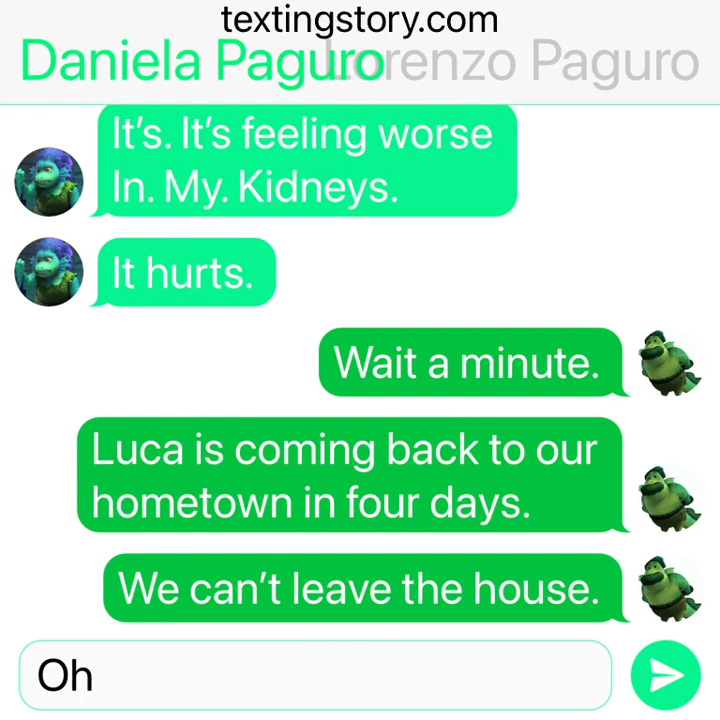 textingstory.com
Daniela Paguro Lorenzo Paguro
It's. It's feeling worse
In. My. Kidneys.
It hurts.
Wait a minute.
Luca is coming back to our
hometown in four days.
We can't leave the house.
Oh